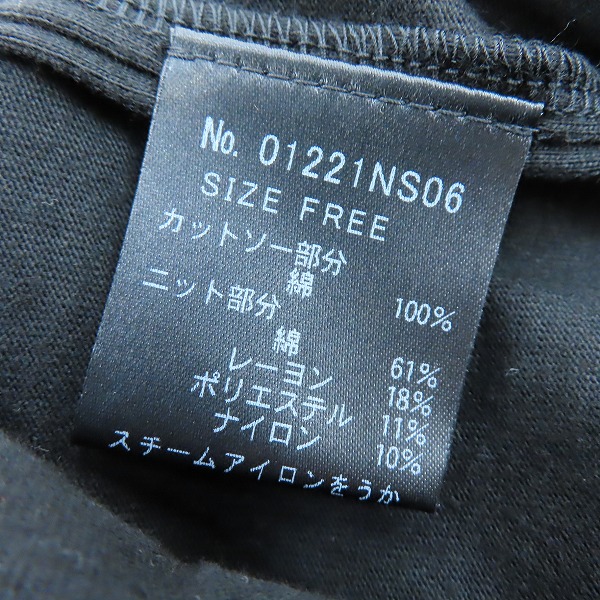 No. 01221NS06
SIZE FREE
カットソー部分
綿 100%
ニット部分
綿 61%
レーヨン 18%
ポリエステル 11%
ナイロン 10%
スチームアイロンをうか